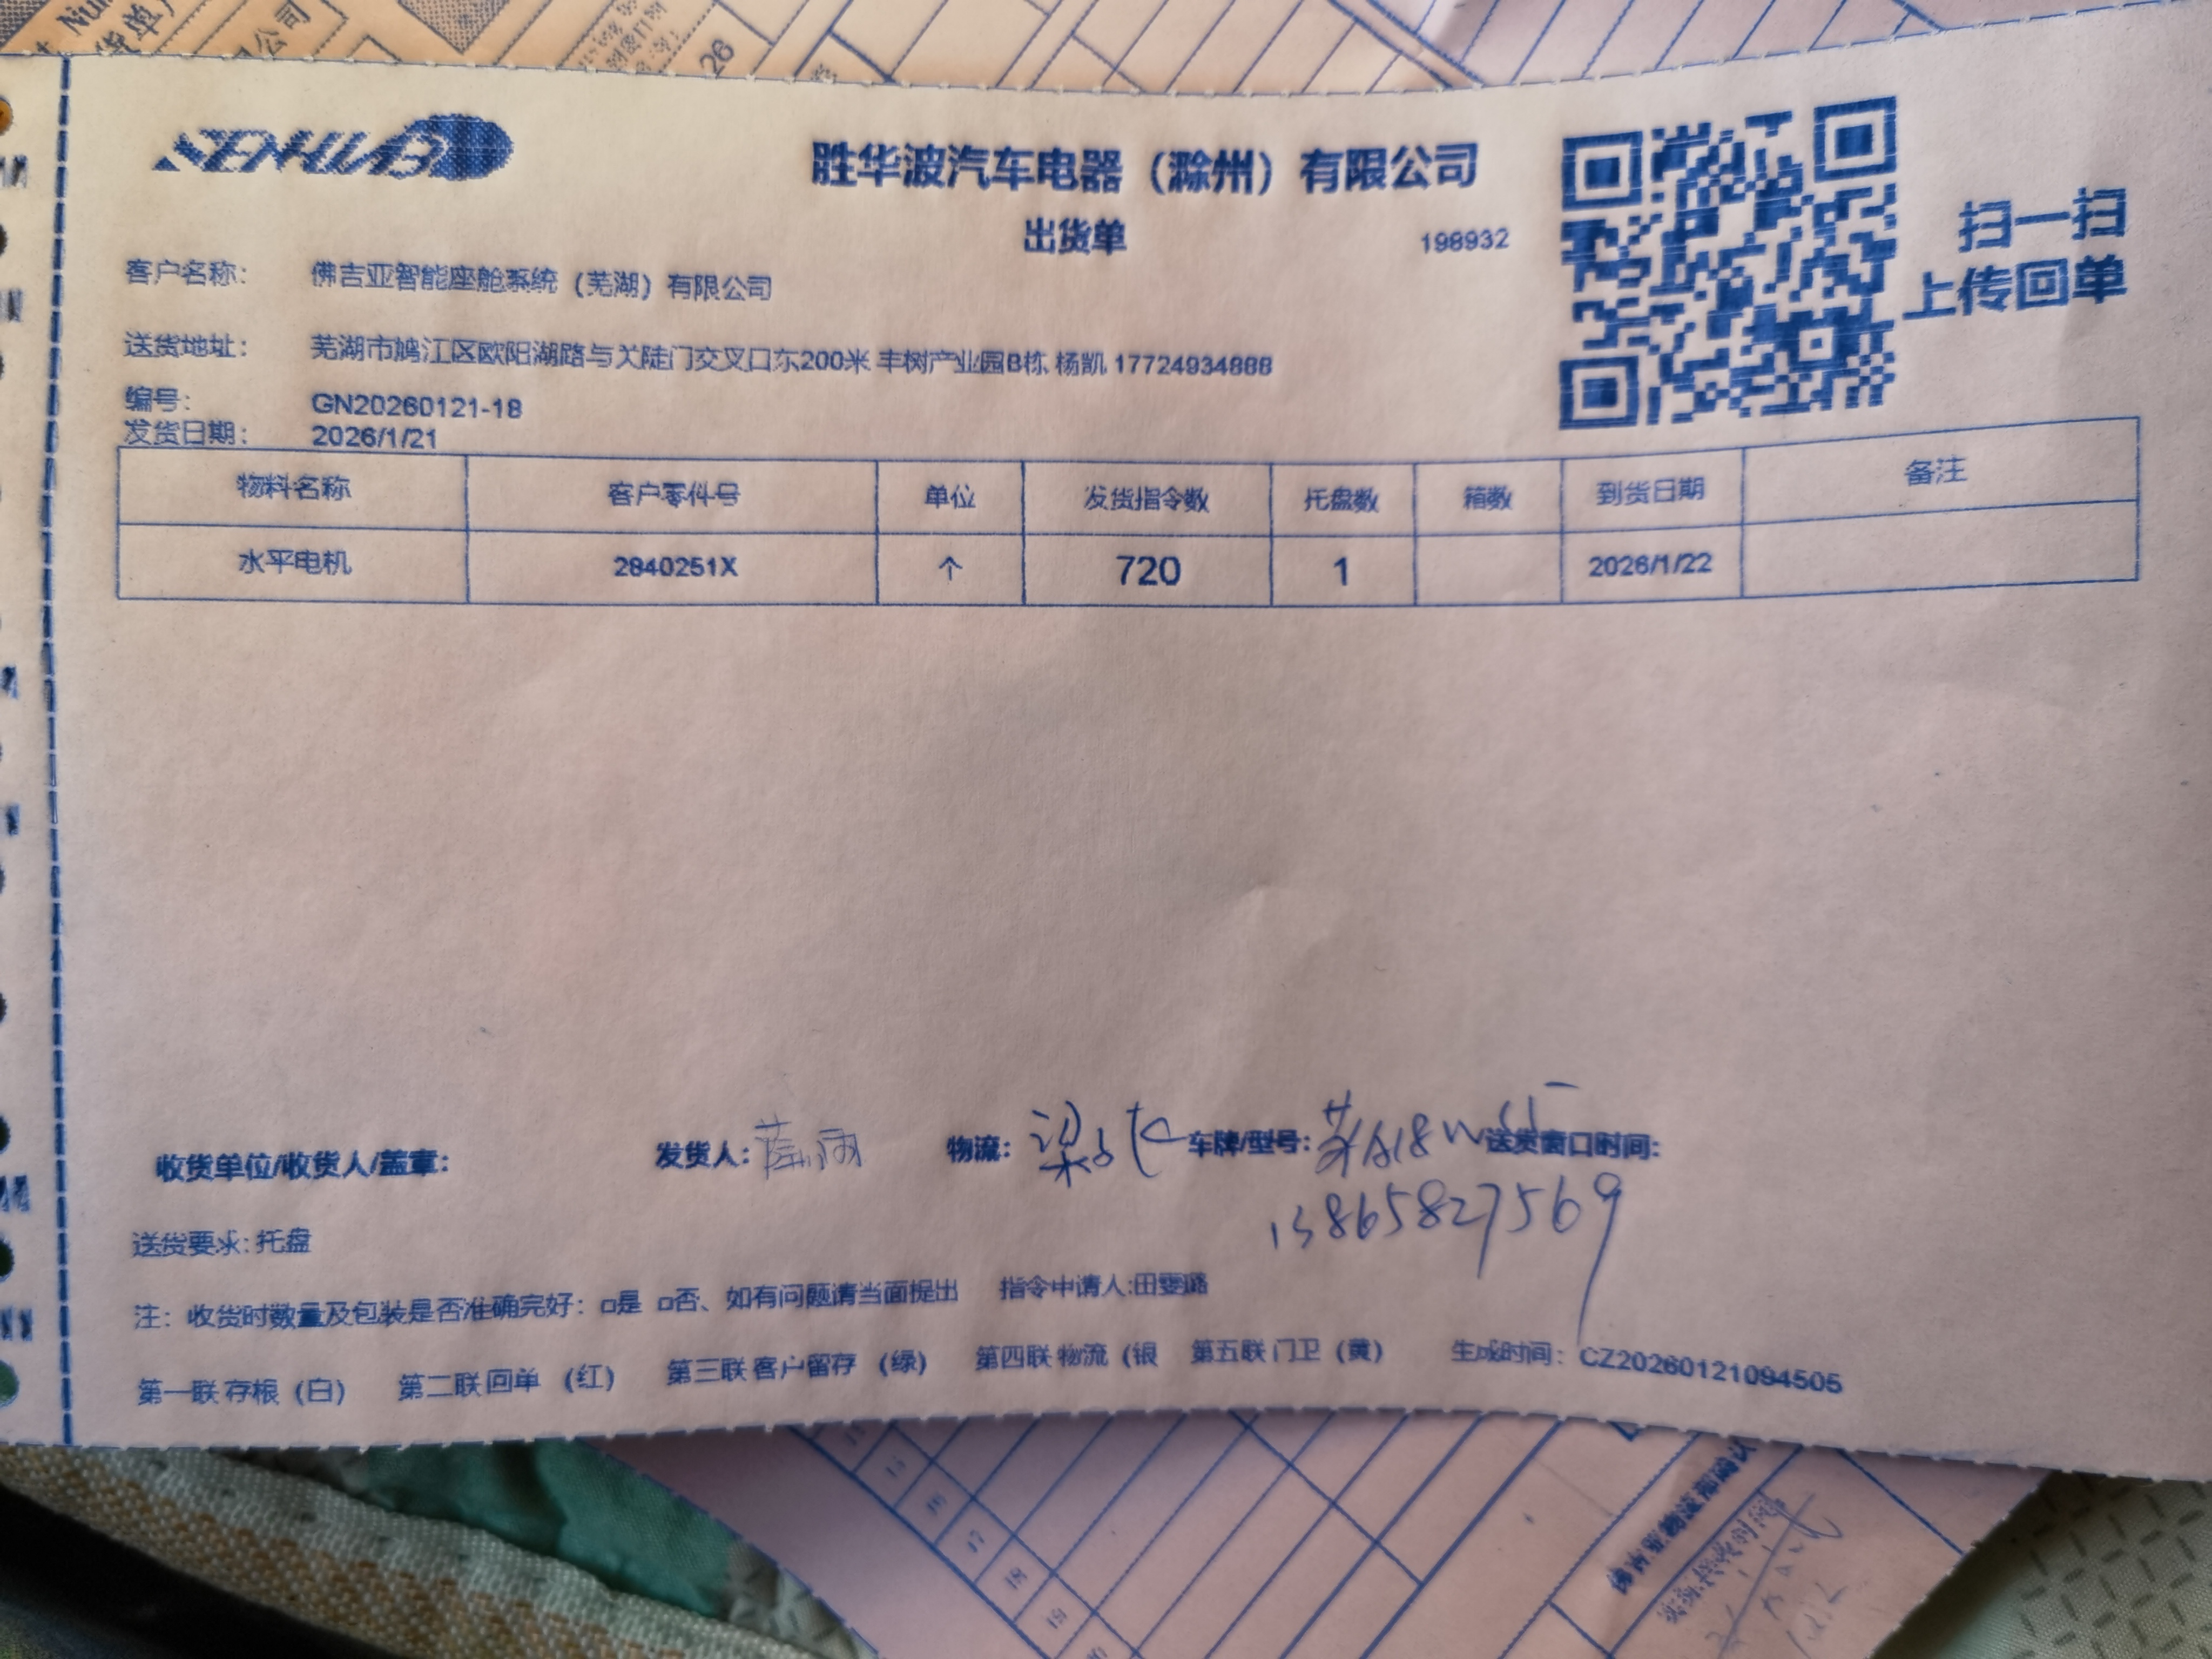 SENHWA
胜华波汽车电器（滁州）有限公司
出货单
198932
扫一扫
上传回单
客户名称： 佛吉亚智能座舱系统（芜湖）有限公司
送货地址： 芜湖市鸠江区欧阳湖路与大陡门交叉口东200米 丰树产业园B栋 杨凯 17724934888
编号： GN20260121-18
发货日期： 2026/1/21
物料名称 客户零件号 单位 发货指令数 托盘数 箱数 到货日期 备注
水平电机 2840251X 个 720 1 2026/1/22
收货单位/收货人/盖章： 发货人： 物流： 车牌/型号： 送货窗口时间：
13865827569
送货要求：托盘
注：收货时数量及包装是否准确完好：□是 □否、如有问题请当面提出 指令申请人:田雯璐
第一联 存根（白） 第二联 回单 （红） 第三联 客户留存 （绿） 第四联 物流（银 第五联 门卫（黄） 生成时间：CZ20260121094505